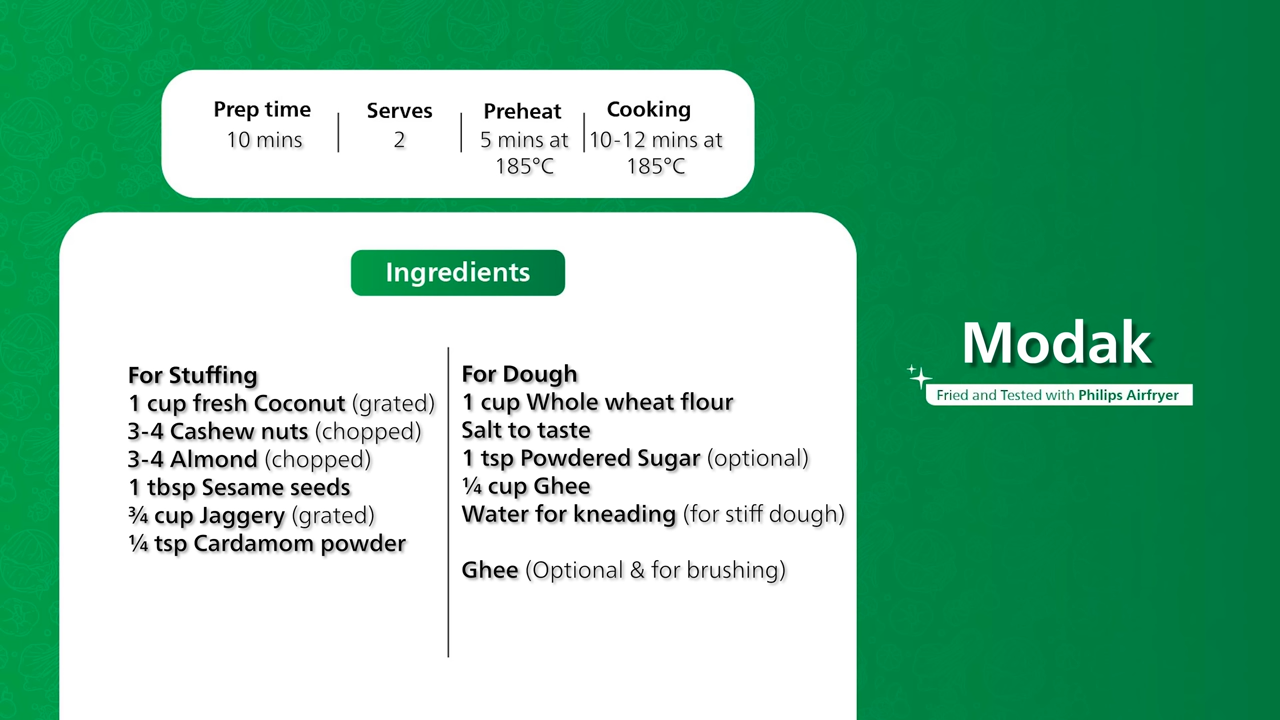 Prep time
10 mins
Serves
2
Preheat
5 mins at
185°C
Cooking
10-12 mins at
185°C
Ingredients
For Stuffing
1 cup fresh Coconut (grated)
3-4 Cashew nuts (chopped)
3-4 Almond (chopped)
1 tbsp Sesame seeds
¾ cup Jaggery (grated)
¼ tsp Cardamom powder
For Dough
1 cup Whole wheat flour
Salt to taste
1 tsp Powdered Sugar (optional)
¼ cup Ghee
Water for kneading (for stiff dough)
Ghee (Optional & for brushing)
Modak
Fried and Tested with Philips Airfryer